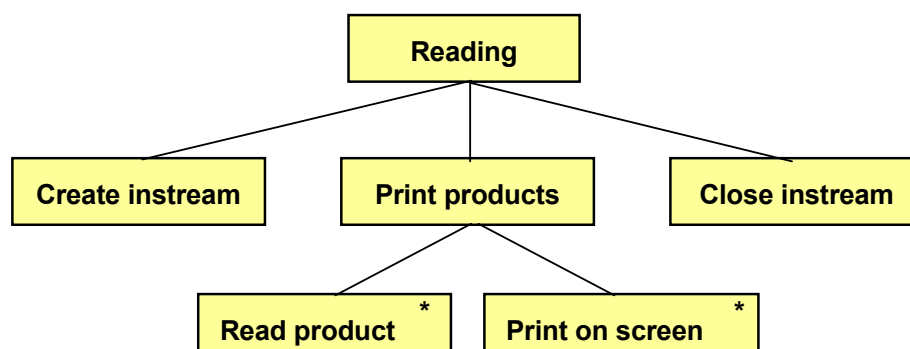 Reading
Create instream
Print products
Close instream
Read product *
Print on screen *